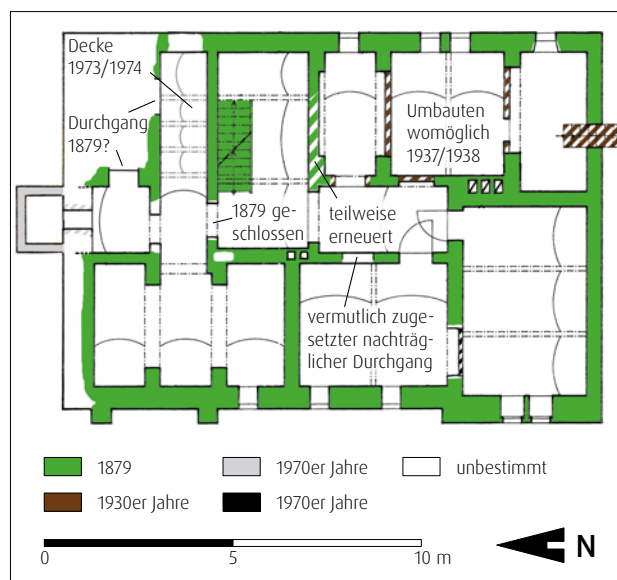 Decke
1973/1974
Durchgang
1879?
Umbauten
womöglich
1937/1938
1879 ge-
schlossen
teilweise
erneuert
vermutlich zuge-
setzter nachträg-
licher Durchgang
1879
1970er Jahre
unbestimmt
1930er Jahre
1970er Jahre
0
5
10 m
N